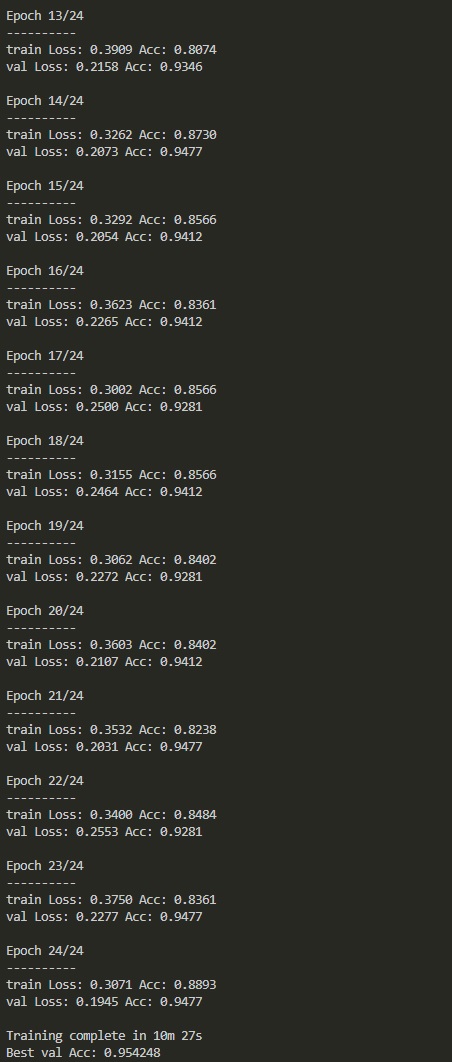 Epoch 13/24
----------
train Loss: 0.3909 Acc: 0.8074
val Loss: 0.2158 Acc: 0.9346
Epoch 14/24
----------
train Loss: 0.3262 Acc: 0.8730
val Loss: 0.2073 Acc: 0.9477
Epoch 15/24
----------
train Loss: 0.3292 Acc: 0.8566
val Loss: 0.2054 Acc: 0.9412
Epoch 16/24
----------
train Loss: 0.3623 Acc: 0.8361
val Loss: 0.2265 Acc: 0.9412
Epoch 17/24
----------
train Loss: 0.3002 Acc: 0.8566
val Loss: 0.2500 Acc: 0.9281
Epoch 18/24
----------
train Loss: 0.3155 Acc: 0.8566
val Loss: 0.2464 Acc: 0.9412
Epoch 19/24
----------
train Loss: 0.3062 Acc: 0.8402
val Loss: 0.2272 Acc: 0.9281
Epoch 20/24
----------
train Loss: 0.3603 Acc: 0.8402
val Loss: 0.2107 Acc: 0.9412
Epoch 21/24
----------
train Loss: 0.3532 Acc: 0.8238
val Loss: 0.2031 Acc: 0.9477
Epoch 22/24
----------
train Loss: 0.3400 Acc: 0.8484
val Loss: 0.2553 Acc: 0.9281
Epoch 23/24
----------
train Loss: 0.3750 Acc: 0.8361
val Loss: 0.2277 Acc: 0.9477
Epoch 24/24
----------
train Loss: 0.3071 Acc: 0.8893
val Loss: 0.1945 Acc: 0.9477
Training complete in 10m 27s
Best val Acc: 0.954248